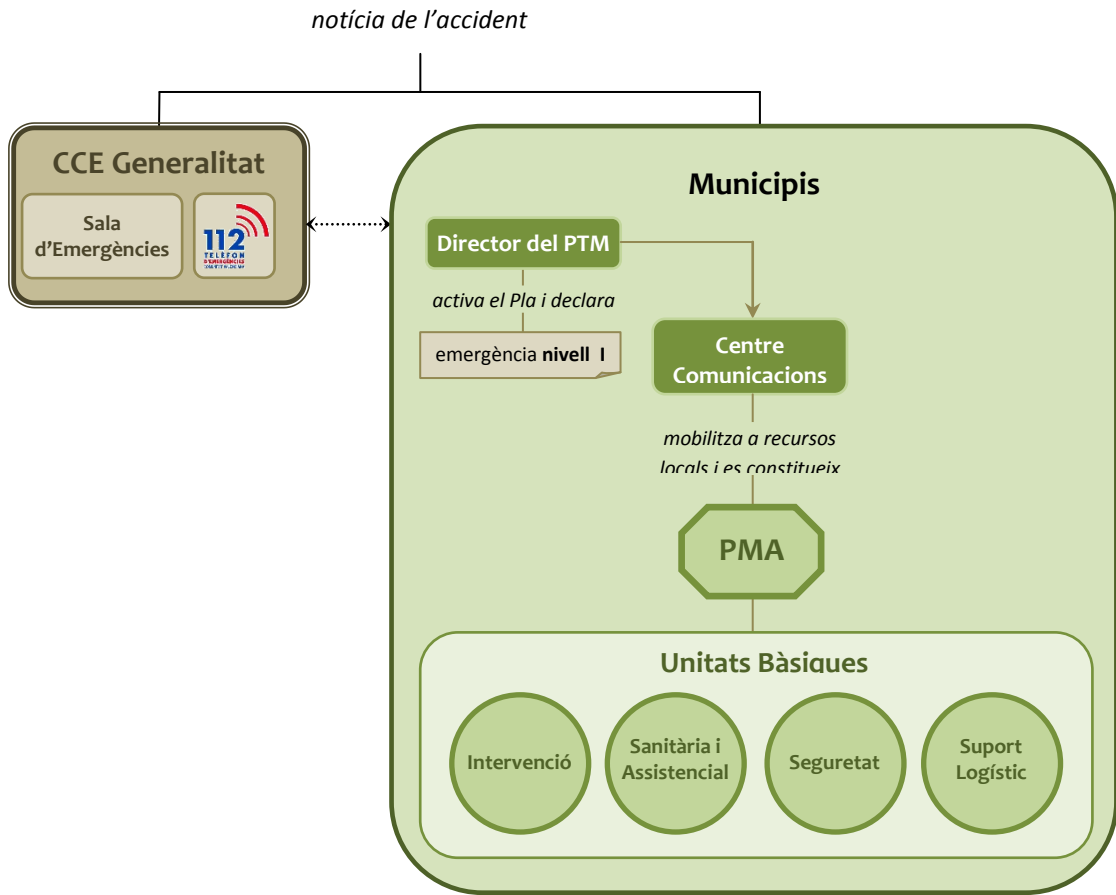 notícia de l’accident
CCE Generalitat
Sala
d’Emergències
112
TELEFON
D'EMERGÈNCIES
Municipis
Director del PTM
activa el Pla i declara
emergència nivell I
Centre
Comunicacions
mobilitza a recursos
locals i es constitueix
PMA
Unitats Bàsiques
Intervenció
Sanitària i
Assistencial
Seguretat
Suport
Logístic